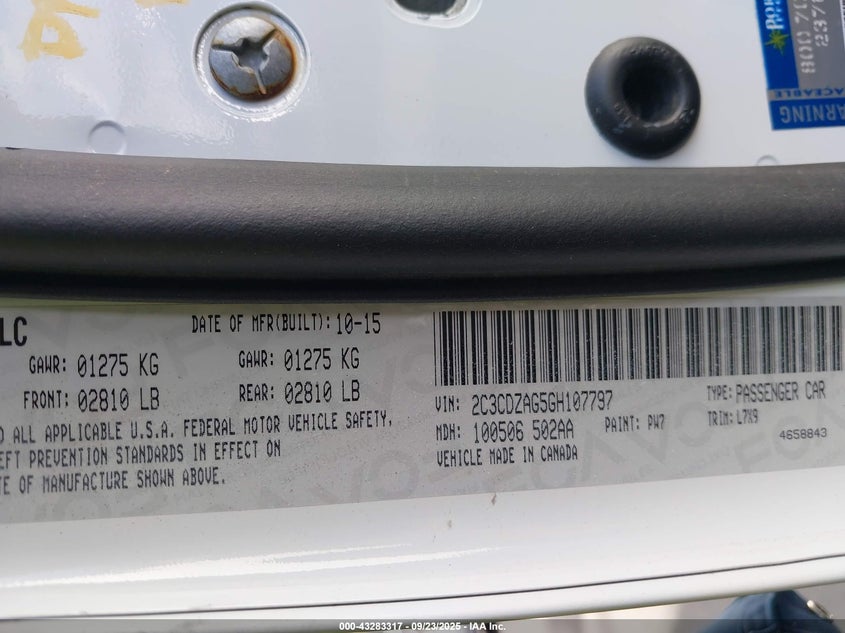 LC
DATE OF MFR(BUILT): 10-15
GAWR: 01275 KG GAWR: 01275 KG
FRONT: 02810 LB REAR: 02810 LB
ALL APPLICABLE U.S.A. FEDERAL MOTOR VEHICLE SAFETY,
EFT PREVENTION STANDARDS IN EFFECT ON
TE OF MANUFACTURE SHOWN ABOVE.
VIN: 2C3CDZAG5GH107797 TYPE: PASSENGER CAR
MDH: 100506 502AA PAINT: PW7 TRIM: L7X9
VEHICLE MADE IN CANADA 4658843
ARNING
ACEABLE
000-43283317 - 09/23/2025 - IAA Inc.